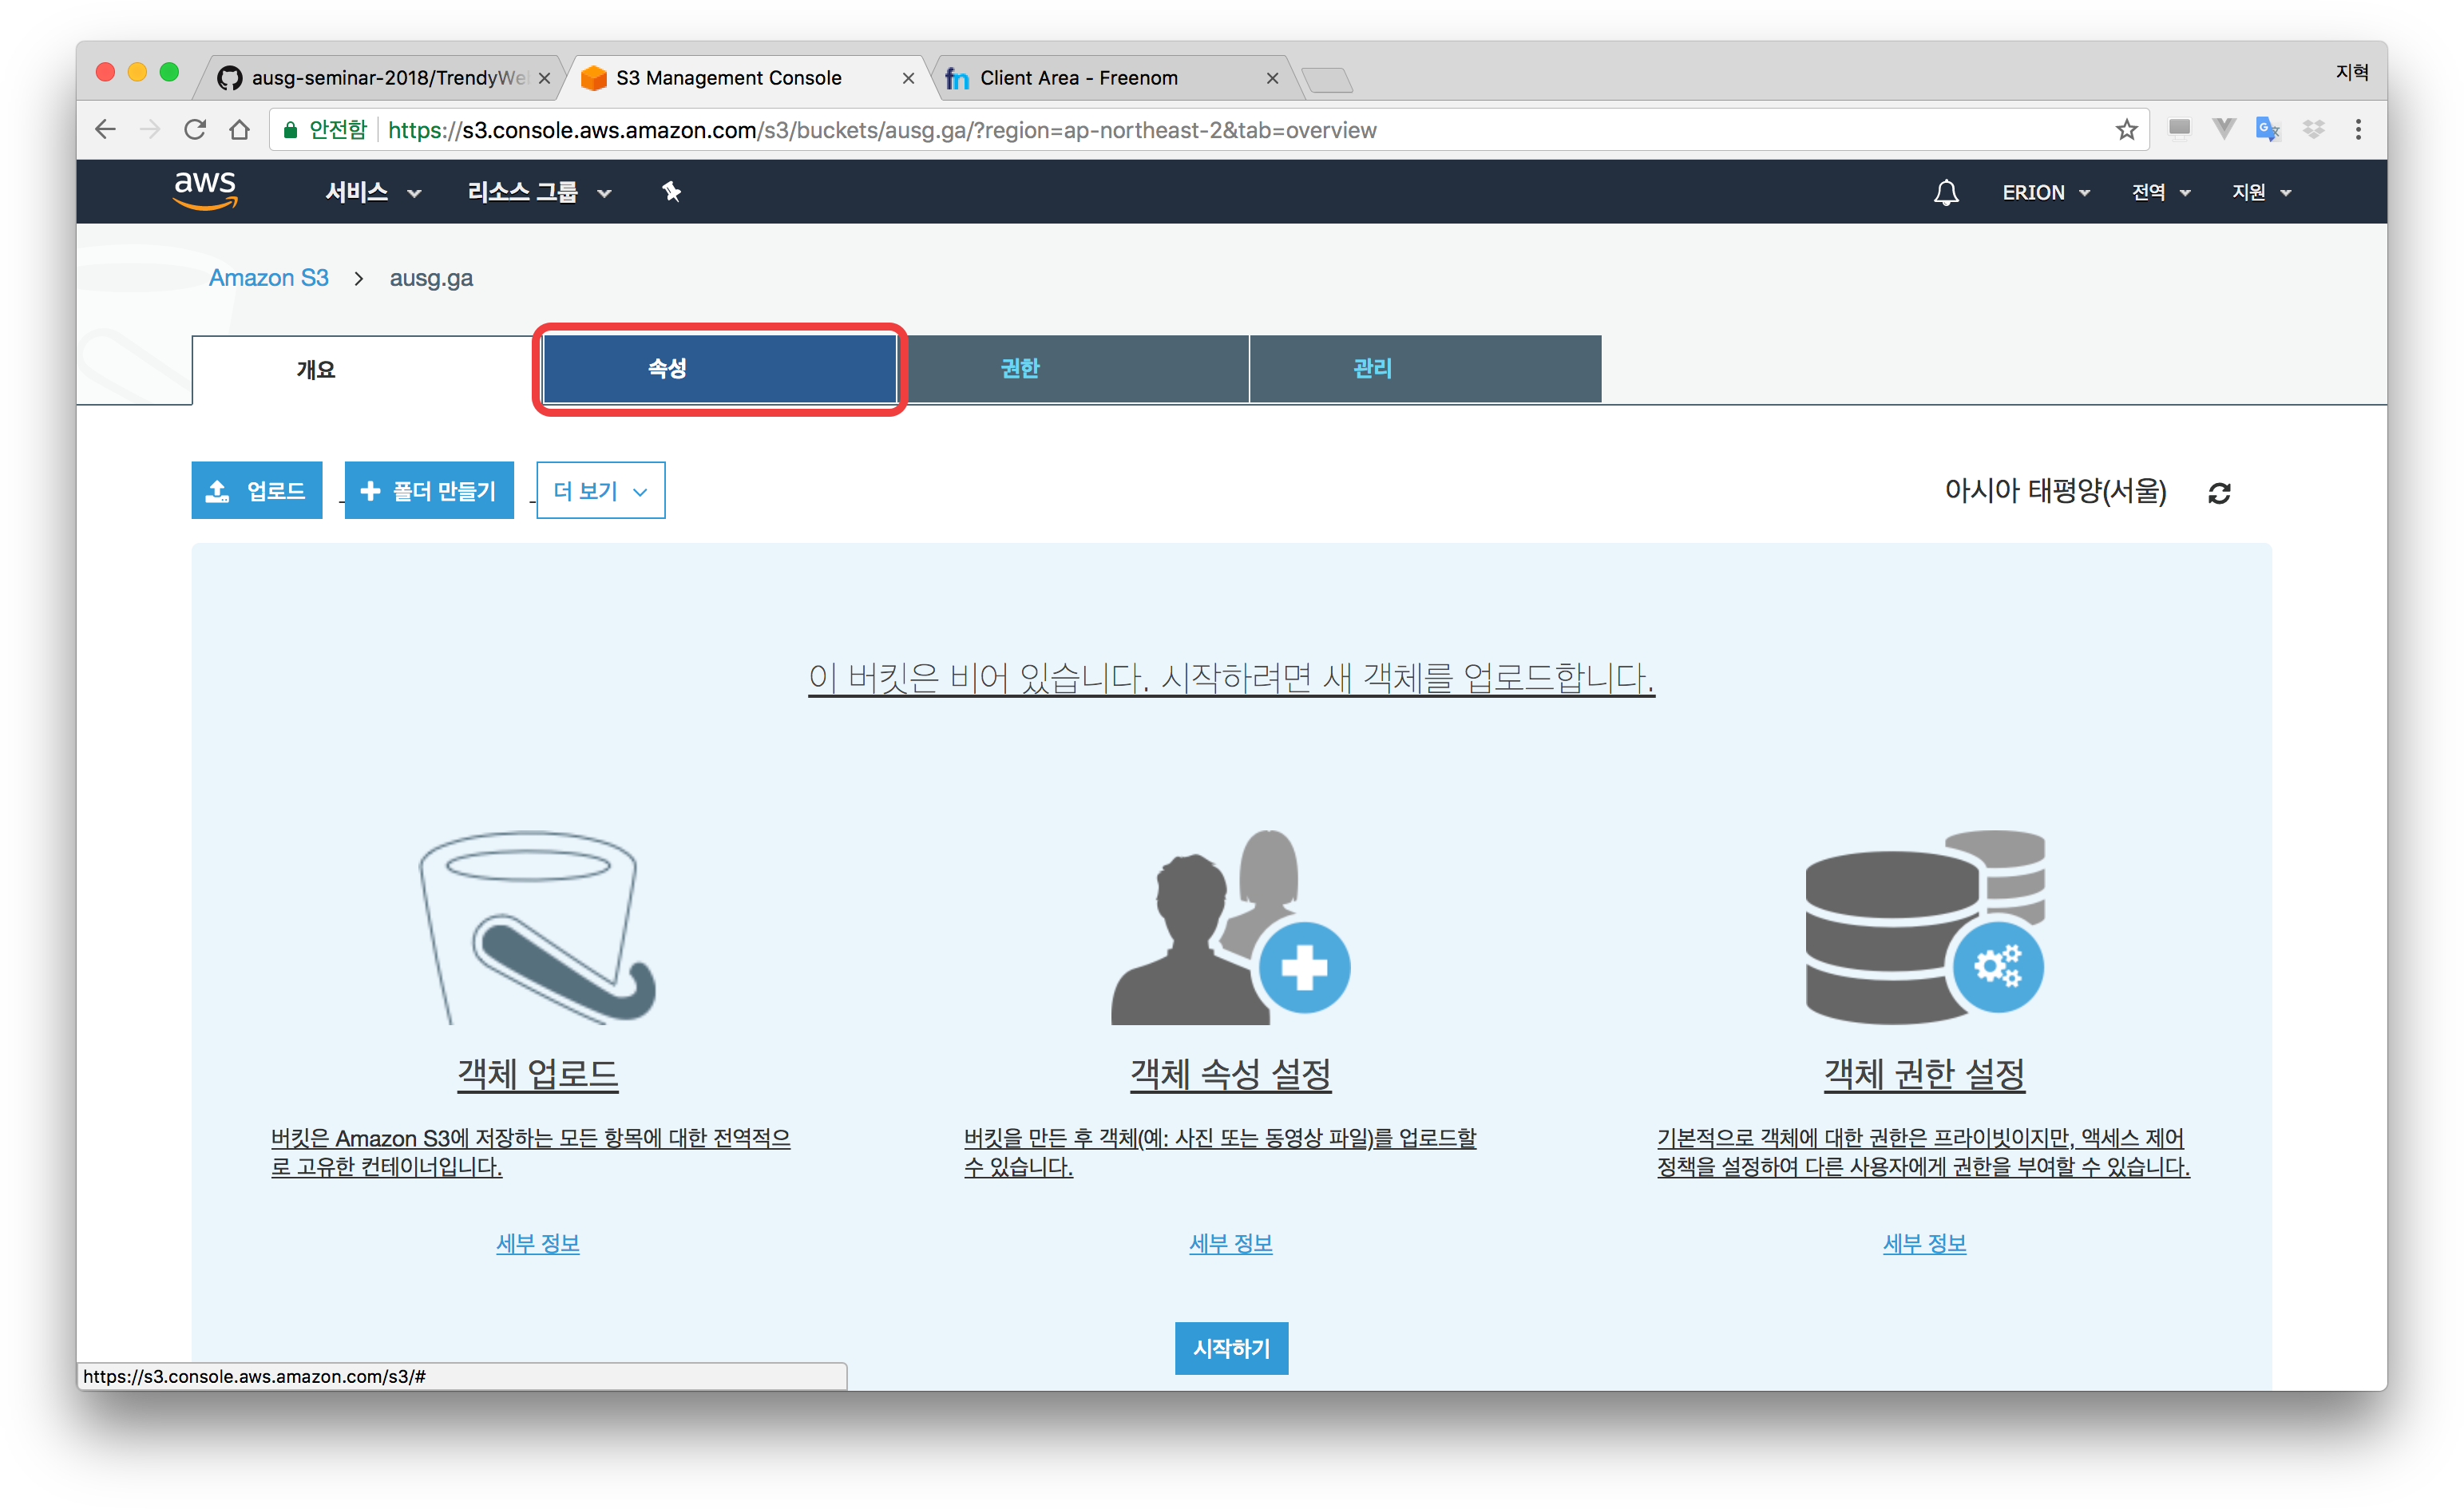 ausg-seminar-2018/TrendyWe
S3 Management Console
fn Client Area - Freenom
지혁
안전함 https://s3.console.aws.amazon.com/s3/buckets/ausg.ga/?region=ap-northeast-2&tab=overview
aws 서비스 리소스 그룹 ERION 전역 지원
Amazon S3 > ausg.ga
개요 속성 권한 관리
업로드 + 폴더 만들기 더 보기 아시아 태평양(서울)
이 버킷은 비어 있습니다. 시작하려면 새 객체를 업로드합니다.
객체 업로드
버킷은 Amazon S3에 저장하는 모든 항목에 대한 전역적으
로 고유한 컨테이너입니다.
세부 정보
객체 속성 설정
버킷을 만든 후 객체(예: 사진 또는 동영상 파일)를 업로드할
수 있습니다.
세부 정보
객체 권한 설정
기본적으로 객체에 대한 권한은 프라이빗이지만, 액세스 제어
정책을 설정하여 다른 사용자에게 권한을 부여할 수 있습니다.
세부 정보
시작하기
https://s3.console.aws.amazon.com/s3/#